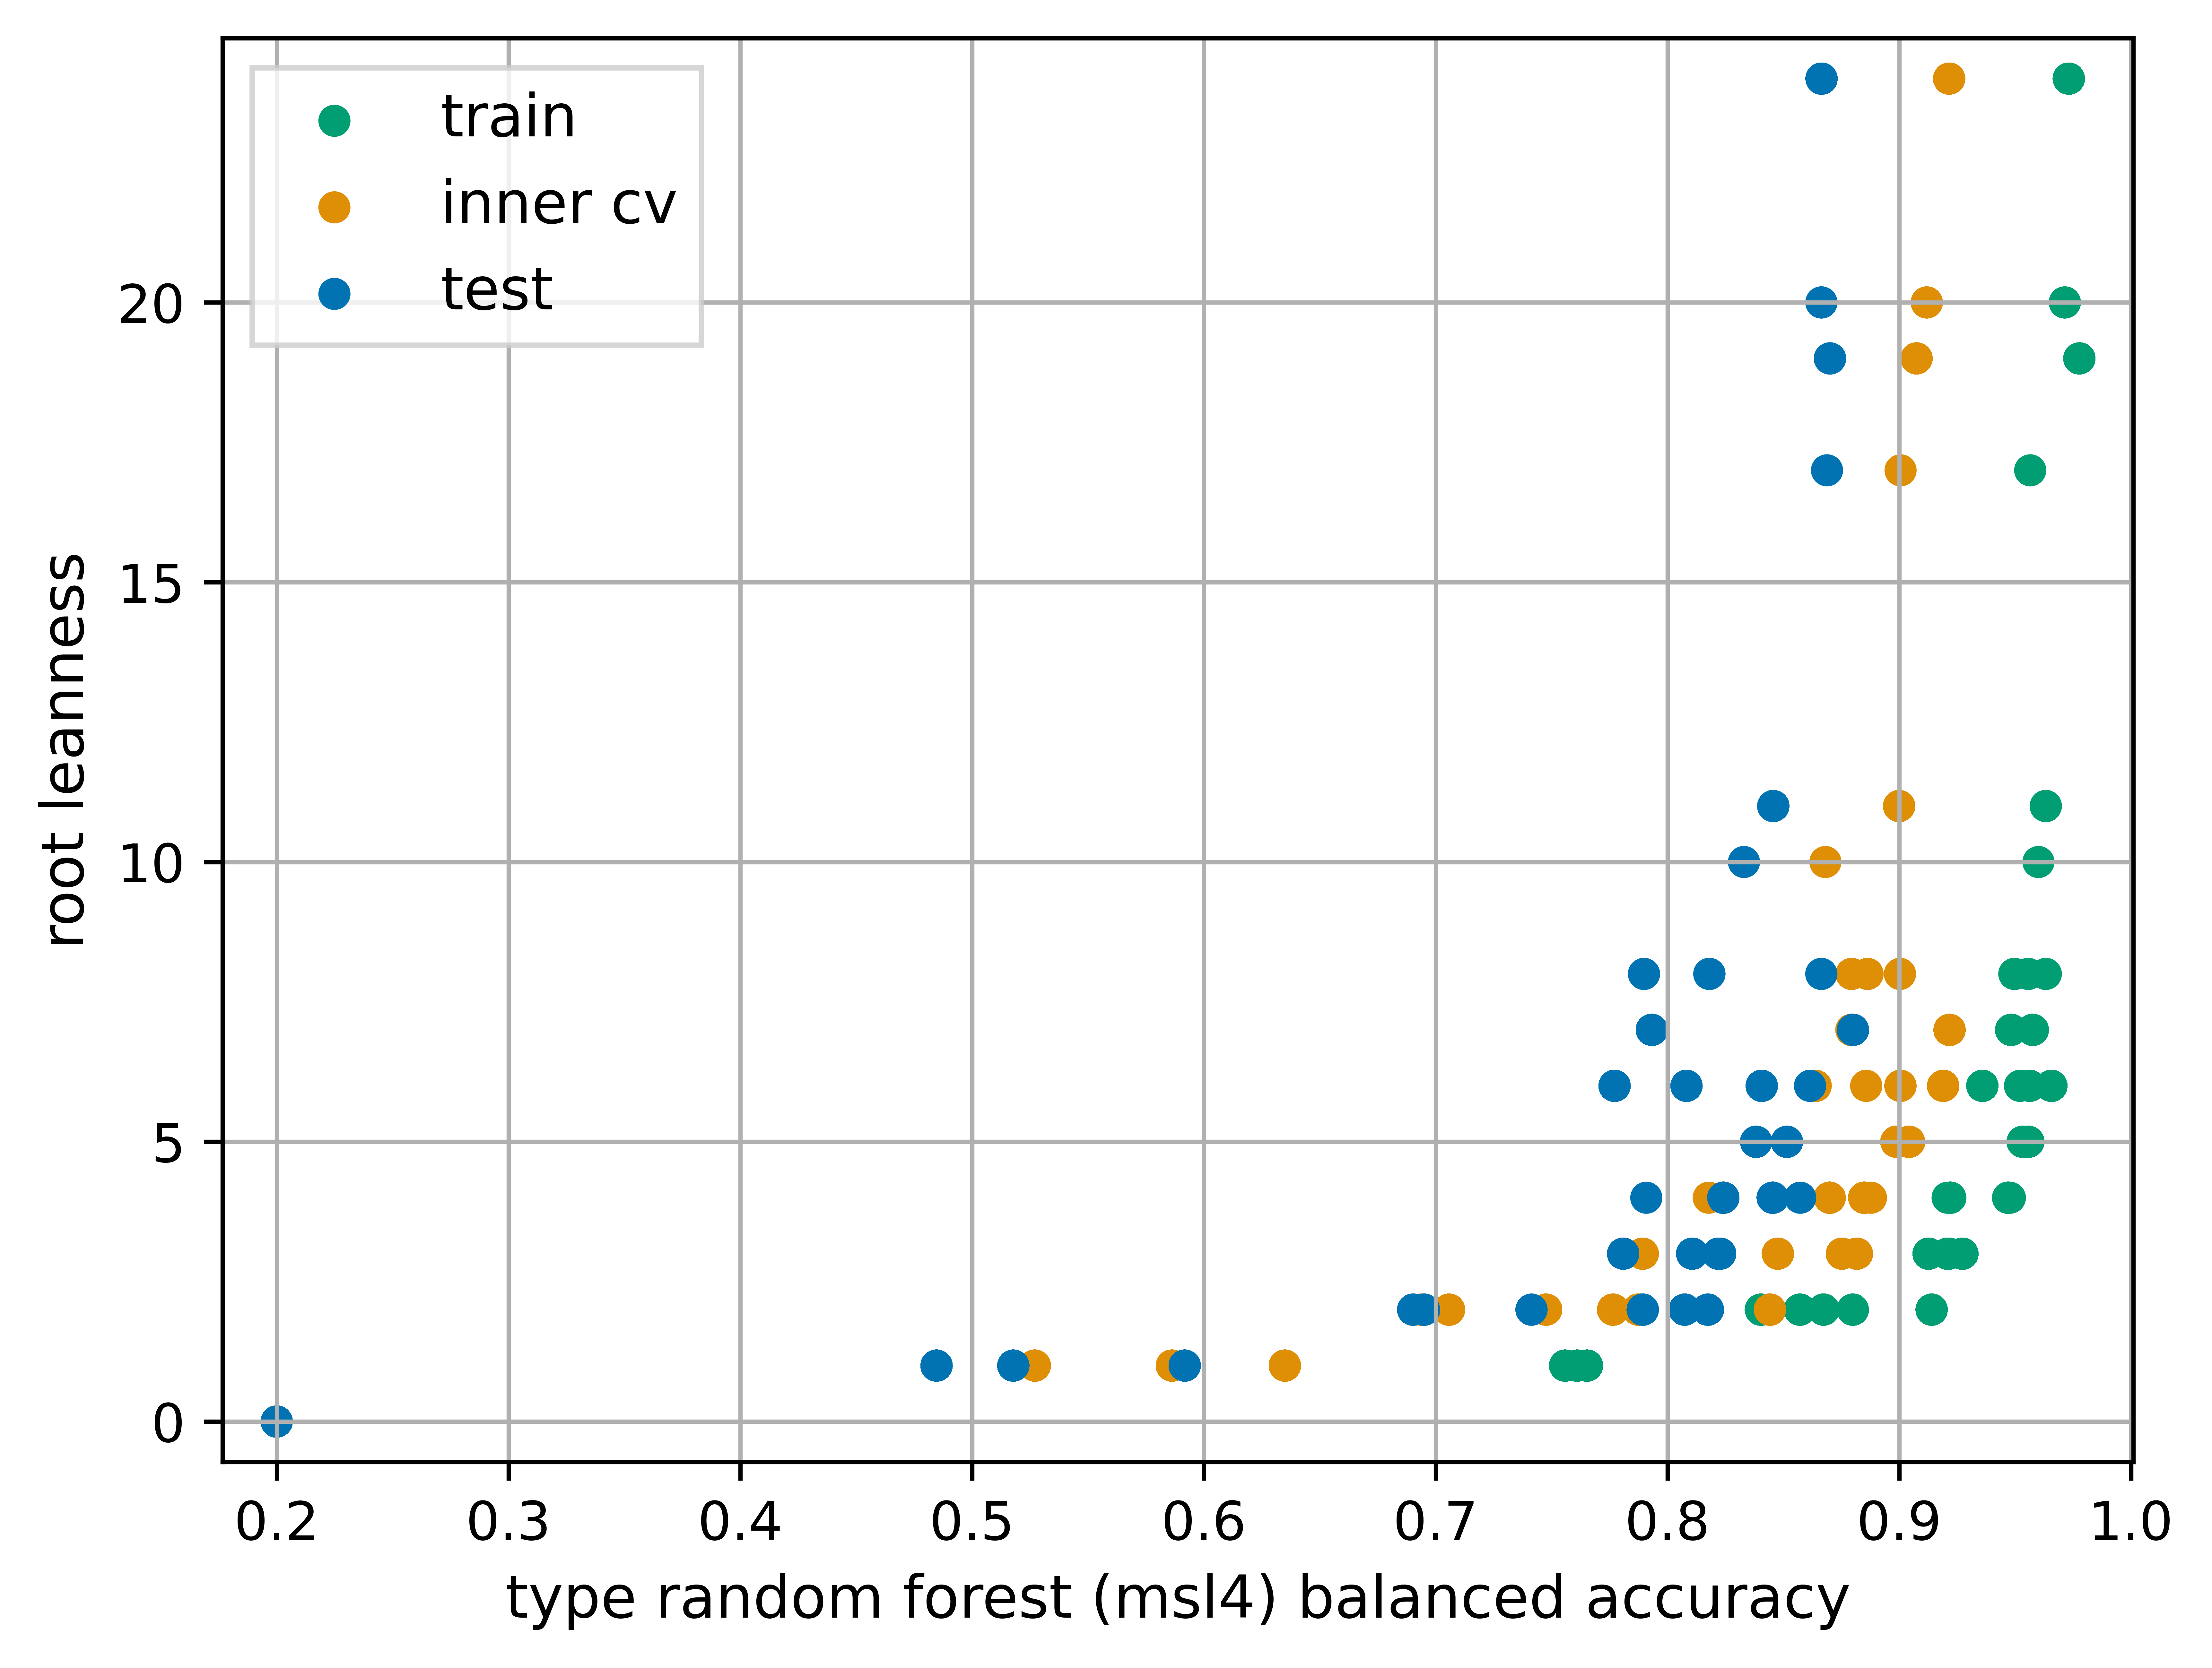 train
inner cv
test
20
15
10
5
0
root leanness
0.2 0.3 0.4 0.5 0.6 0.7 0.8 0.9 1.0
type random forest (msl4) balanced accuracy